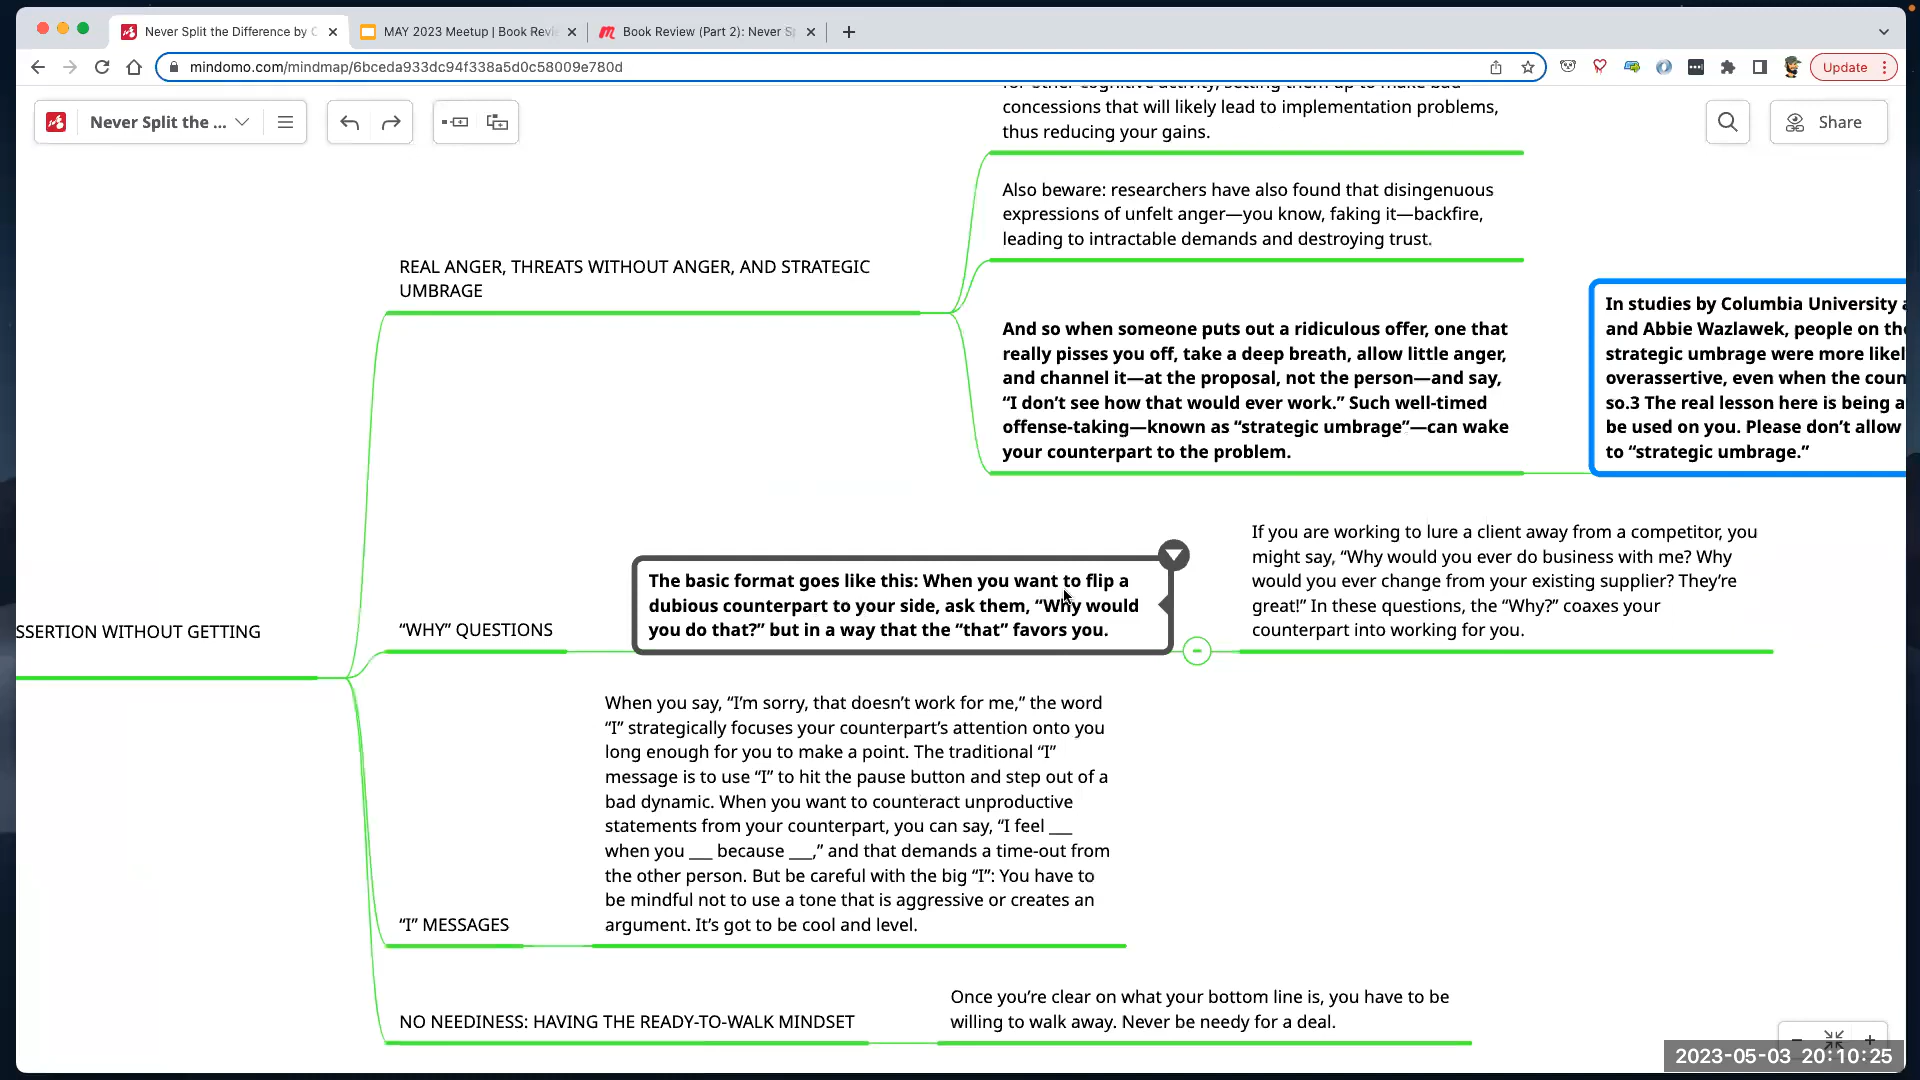 Never Split the Difference by C
MAY 2023 Meetup | Book Revi
Book Review (Part 2): Never S
mindomo.com/mindmap/6bceda933dc94f338a5d0c58009e780d
Update
Never Split the ...
Share
concessions that will likely lead to implementation problems,
thus reducing your gains.
Also beware: researchers have also found that disingenuous
expressions of unfelt anger—you know, faking it—backfire,
leading to intractable demands and destroying trust.
REAL ANGER, THREATS WITHOUT ANGER, AND STRATEGIC
UMBRAGE
And so when someone puts out a ridiculous offer, one that
really pisses you off, take a deep breath, allow little anger,
and channel it—at the proposal, not the person—and say,
“I don’t see how that would ever work.” Such well-timed
offense-taking—known as “strategic umbrage”—can wake
your counterpart to the problem.
In studies by Columbia University
and Abbie Wazlawek, people on the
strategic umbrage were more likel
overassertive, even when the coun
so.3 The real lesson here is being a
be used on you. Please don’t allow
to “strategic umbrage.”
SSERTION WITHOUT GETTING
“WHY” QUESTIONS
The basic format goes like this: When you want to flip a
dubious counterpart to your side, ask them, “Why would
you do that?” but in a way that the “that” favors you.
If you are working to lure a client away from a competitor, you
might say, “Why would you ever do business with me? Why
would you ever change from your existing supplier? They’re
great!” In these questions, the “Why?” coaxes your
counterpart into working for you.
When you say, “I’m sorry, that doesn’t work for me,” the word
“I” strategically focuses your counterpart’s attention onto you
long enough for you to make a point. The traditional “I”
message is to use “I” to hit the pause button and step out of a
bad dynamic. When you want to counteract unproductive
statements from your counterpart, you can say, “I feel ___
when you ___ because ___,” and that demands a time-out from
the other person. But be careful with the big “I”: You have to
be mindful not to use a tone that is aggressive or creates an
argument. It’s got to be cool and level.
“I” MESSAGES
NO NEEDINESS: HAVING THE READY-TO-WALK MINDSET
Once you’re clear on what your bottom line is, you have to be
willing to walk away. Never be needy for a deal.
2023-05-03 20:10:25